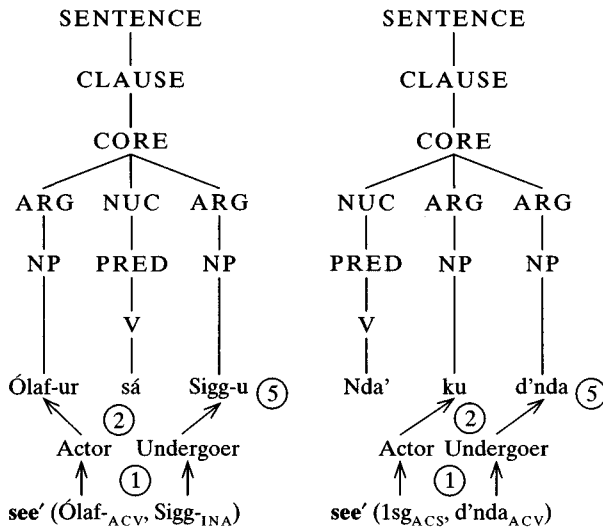 SENTENCE SENTENCE
CLAUSE CLAUSE
CORE CORE
ARG NUC ARG NUC ARG ARG
NP PRED NP PRED NP NP
V V
Ólaf-ur sá Sigg-u 5 Nda' ku d'nda 5
2 2
Actor Undergoer Actor Undergoer
1 1
see′ (Ólaf-ACV, Sigg-INA) see′ (1sgACS, d'ndaACV)